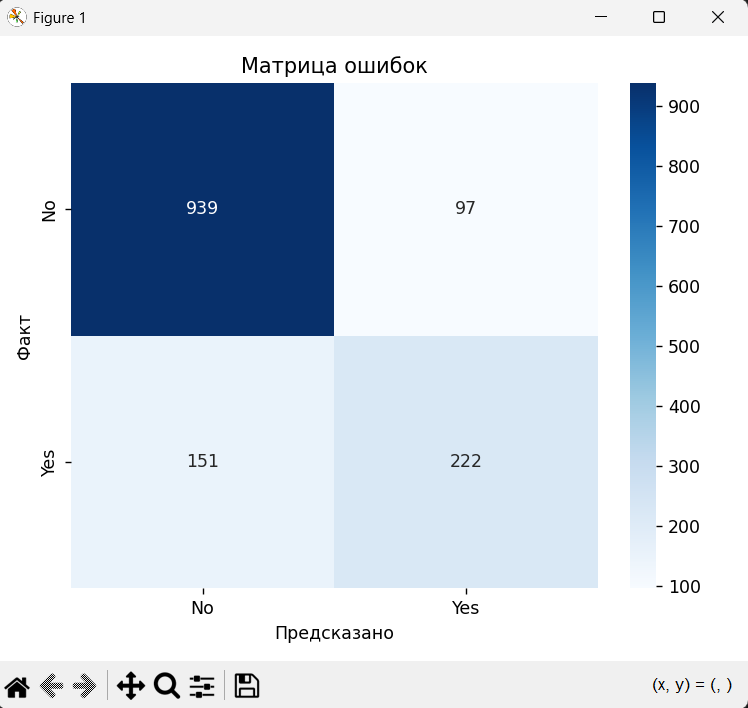 Figure 1
Матрица ошибок
No
939
97
Факт
Yes
151
222
No
Yes
Предсказано
900
800
700
600
500
400
300
200
100
(x, y) = (, )